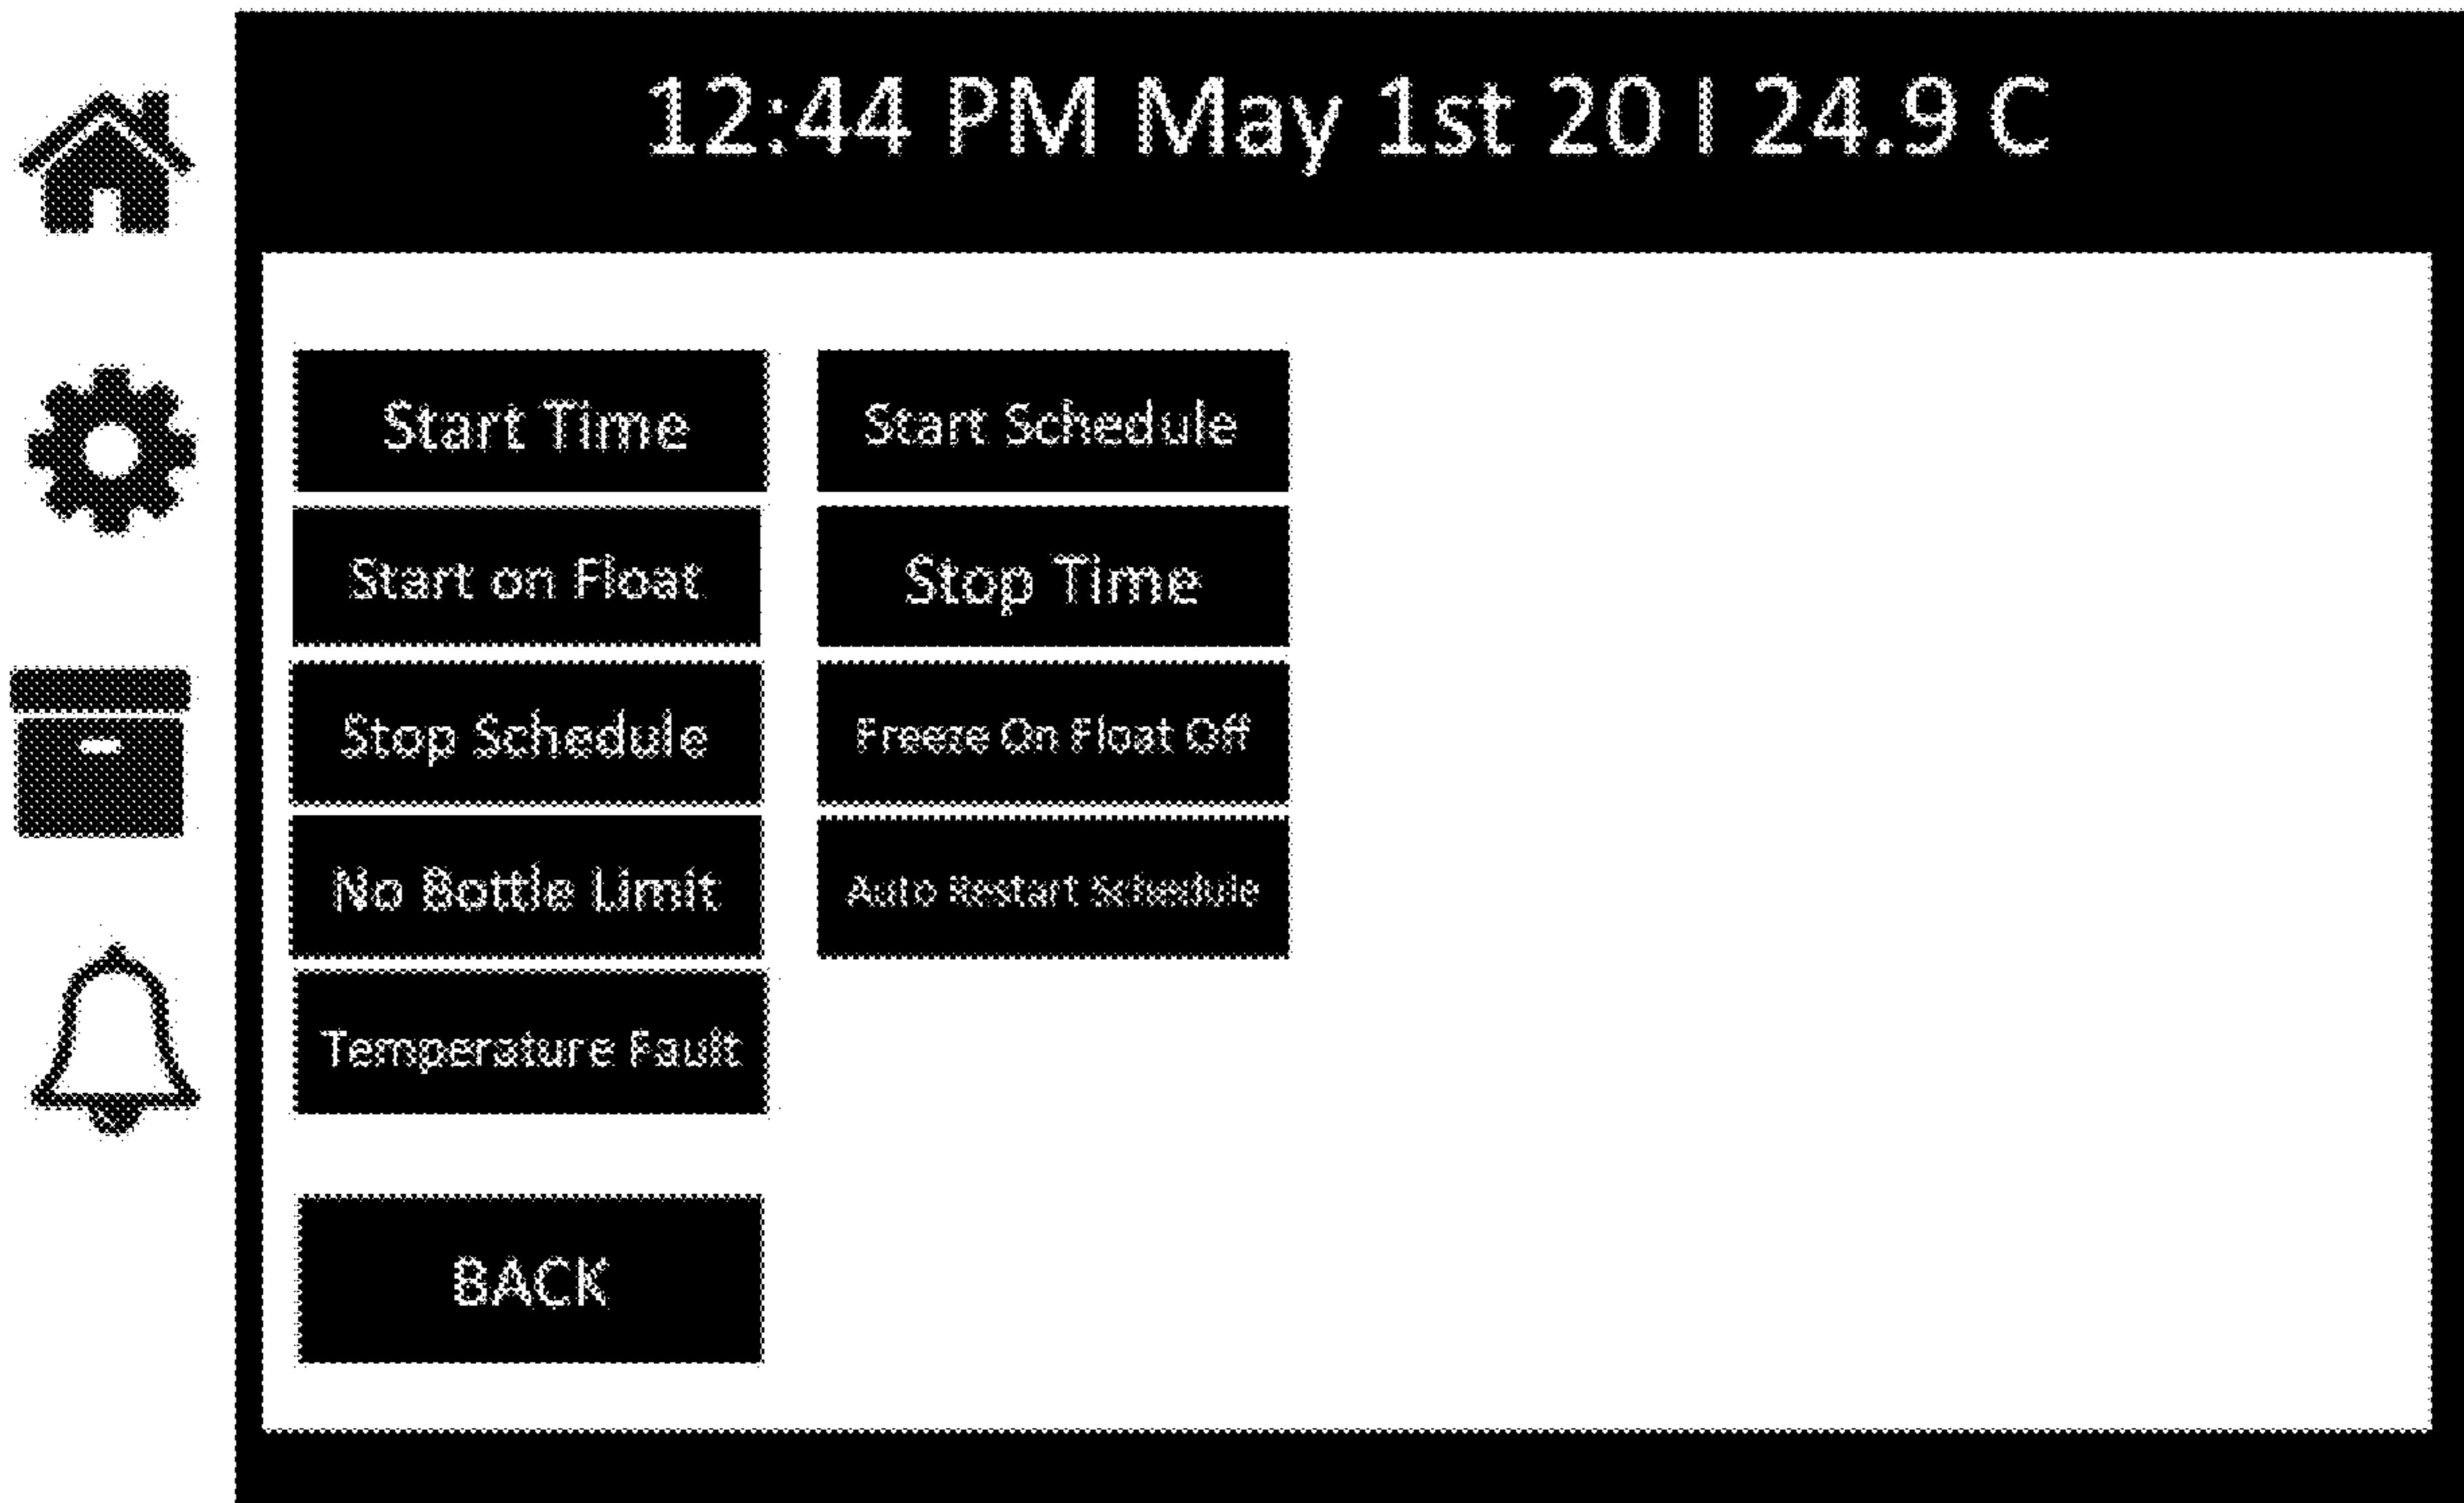 12:44 PM May 1st 20 | 24.9 C
Start Time Start Schedule
Start on Float Stop Time
Stop Schedule Freeze On Float Off
No Bottle Limit Auto Restart Schedule
Temperature Fault
BACK